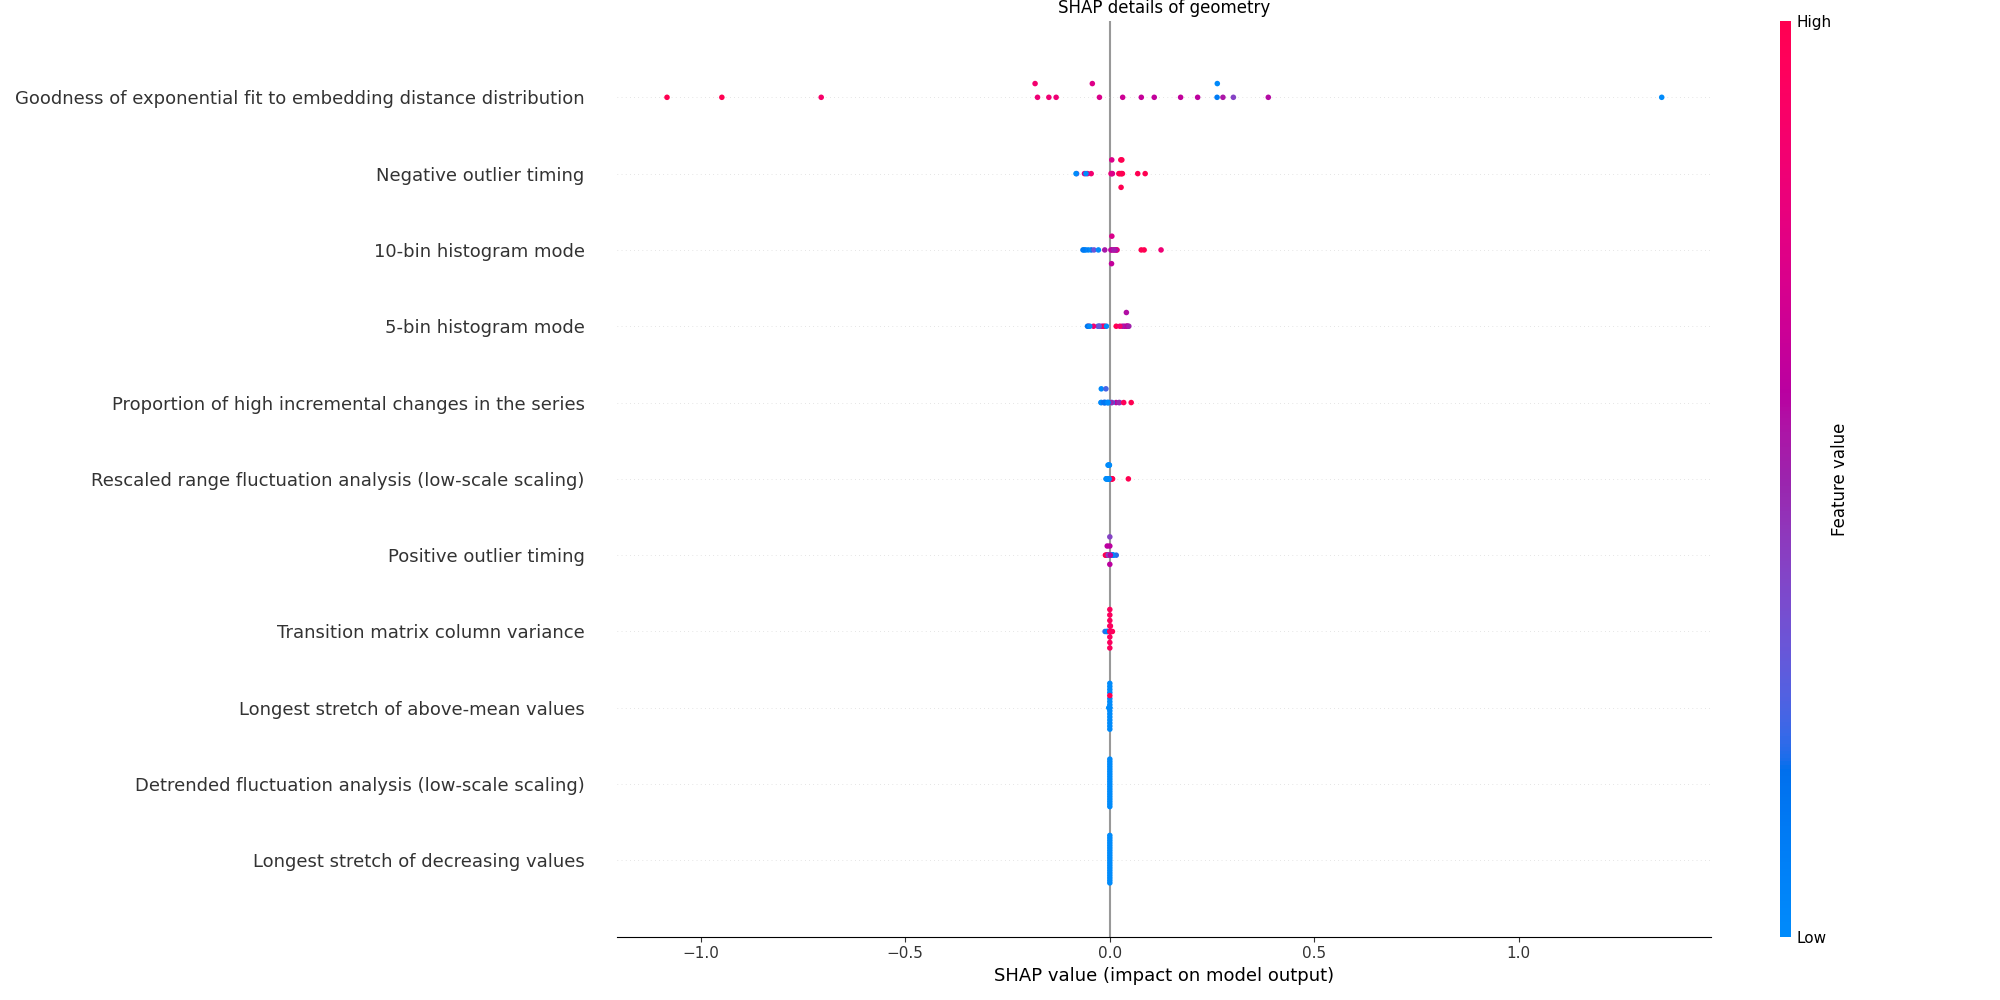 SHAP details of geometry
High
Goodness of exponential fit to embedding distance distribution
Negative outlier timing
10-bin histogram mode
5-bin histogram mode
Proportion of high incremental changes in the series
Rescaled range fluctuation analysis (low-scale scaling)
Positive outlier timing
Transition matrix column variance
Longest stretch of above-mean values
Detrended fluctuation analysis (low-scale scaling)
Longest stretch of decreasing values
Feature value
Low
−1.0 −0.5 0.0 0.5 1.0
SHAP value (impact on model output)